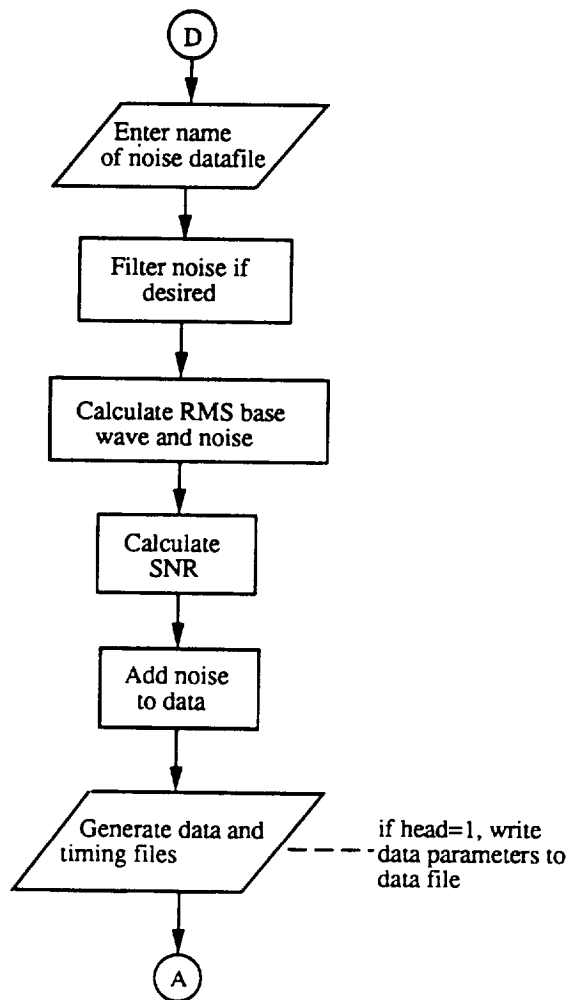 D
Enter name
of noise datafile
Filter noise if
desired
Calculate RMS base
wave and noise
Calculate
SNR
Add noise
to data
Generate data and
timing files
if head=1, write
data parameters to
data file
A